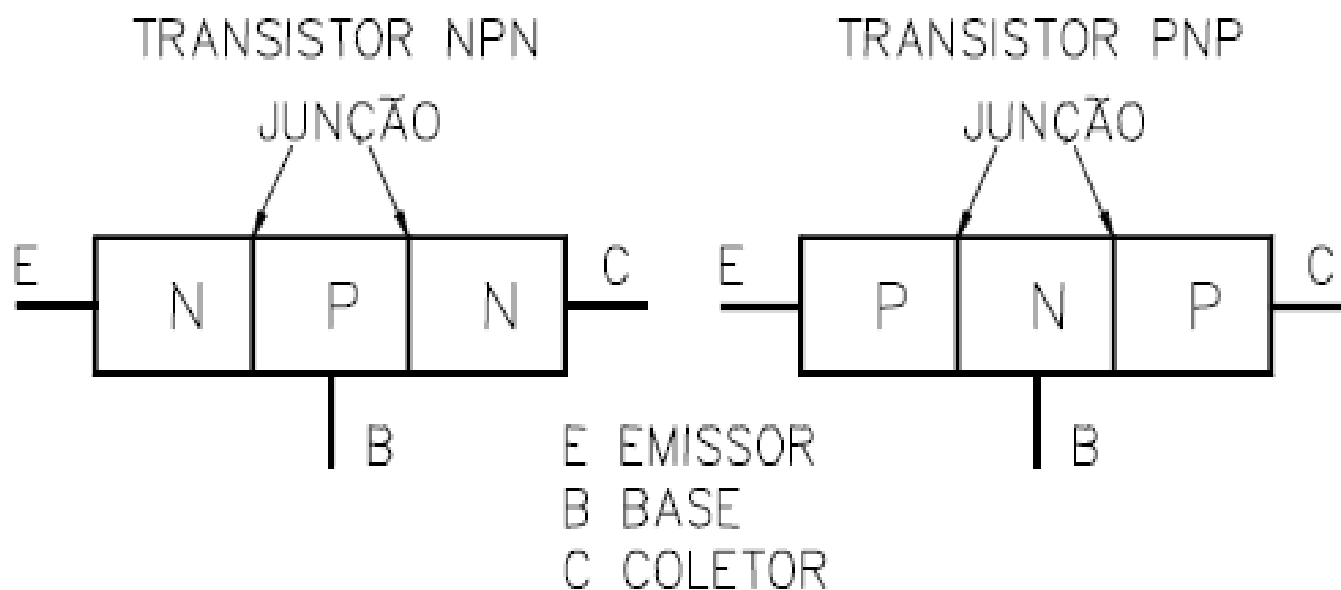 TRANSISTOR NPN
JUNÇÃO
E
N P N
C
B
TRANSISTOR PNP
JUNÇÃO
E
P N P
C
B
E EMISSOR
B BASE
C COLETOR